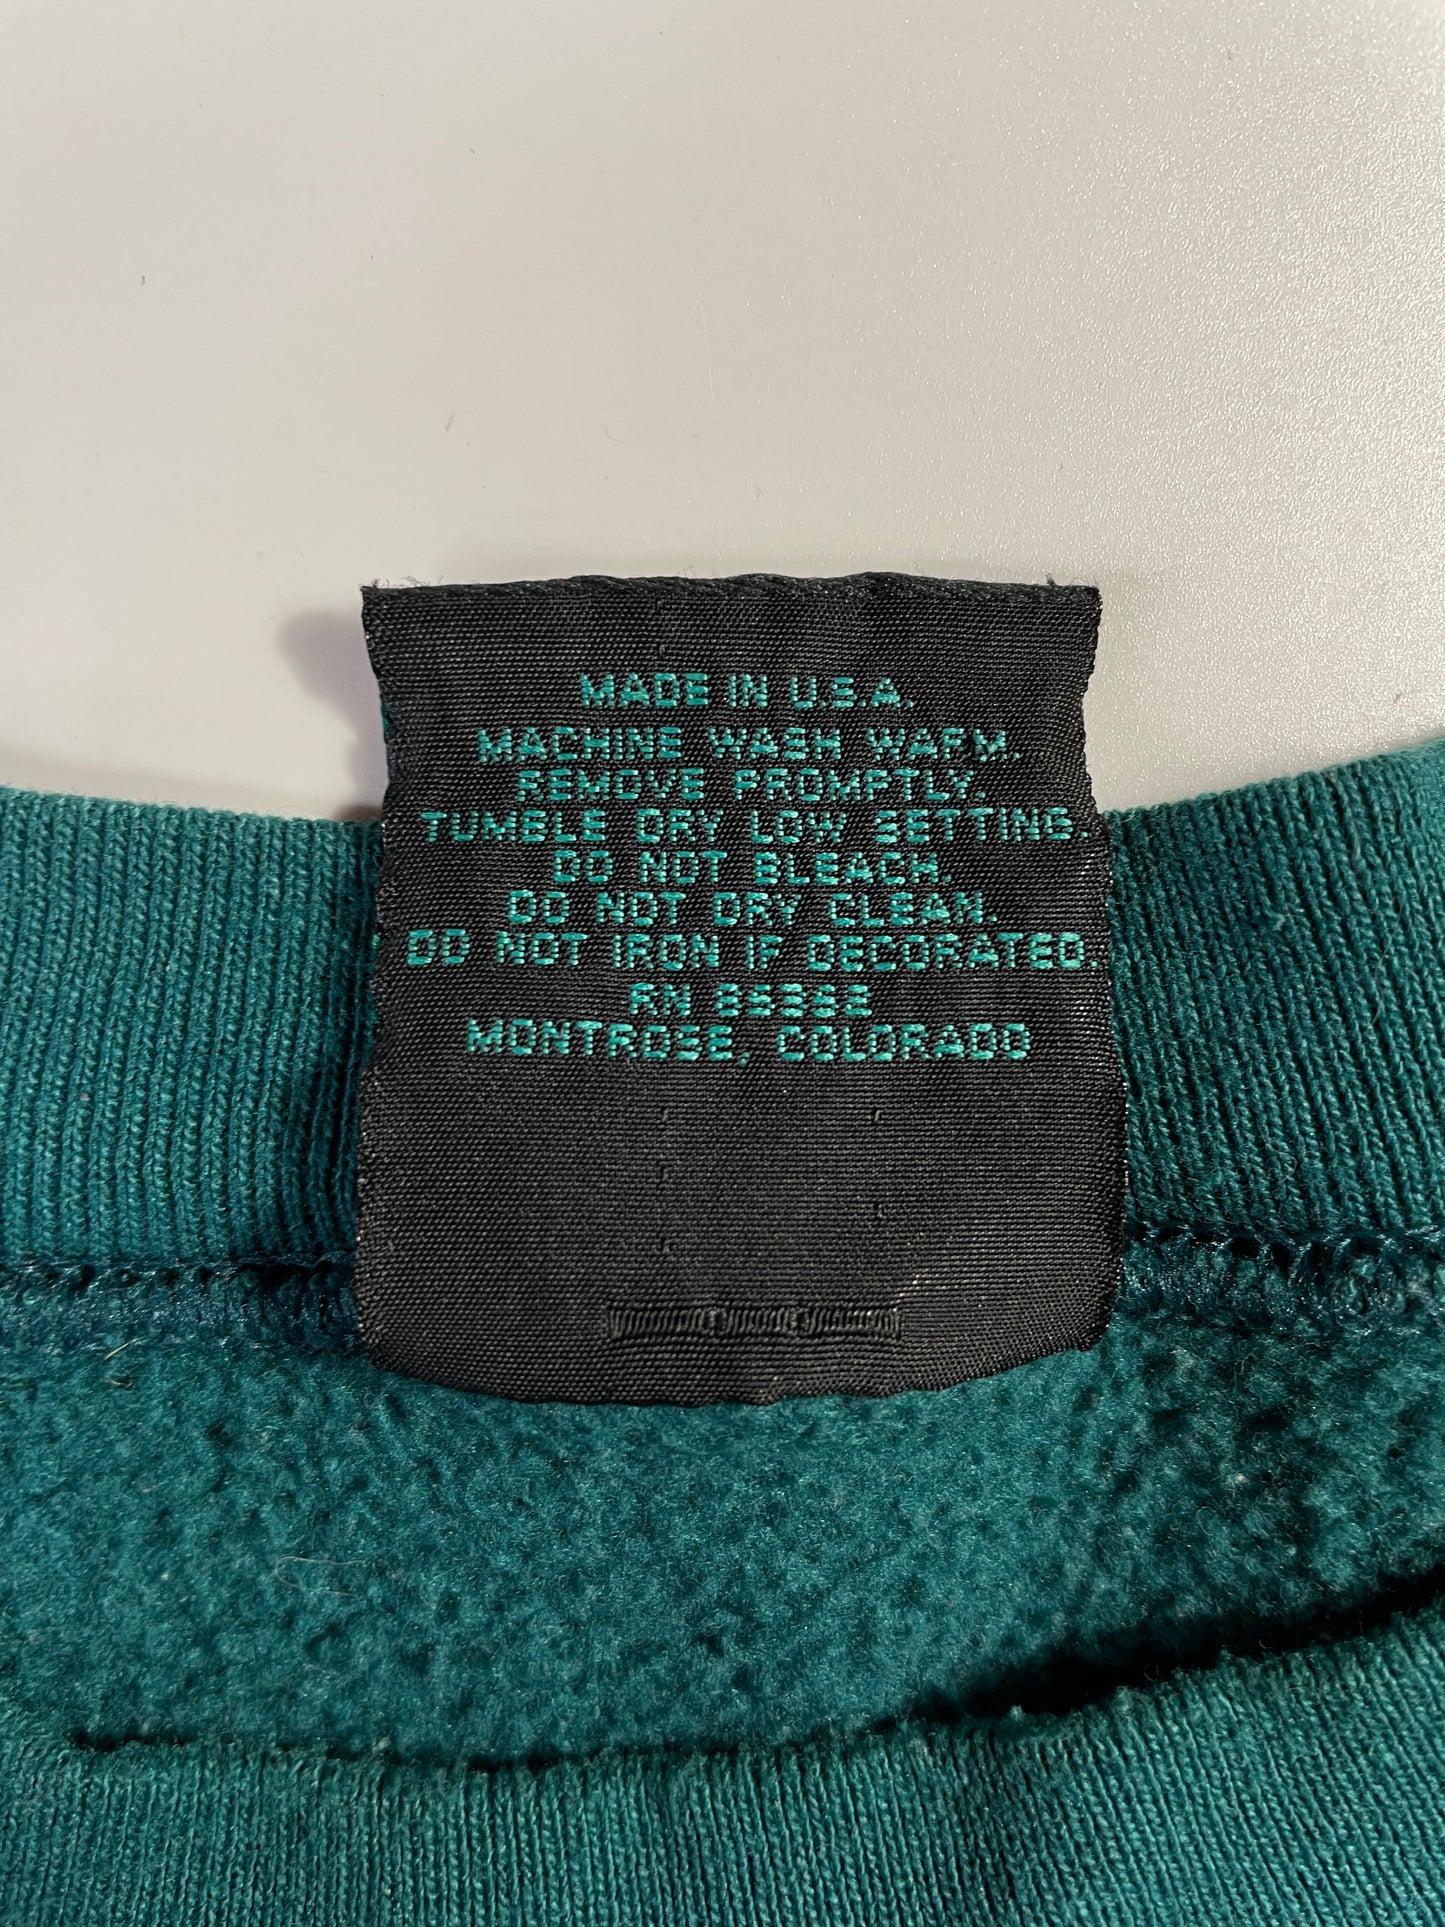 MADE IN U.S.A.
MACHINE WASH WARM.
REMOVE PROMPTLY.
TUMBLE DRY LOW SETTING.
DO NOT BLEACH.
DO NOT DRY CLEAN.
DO NOT IRON IF DECORATED.
RN
MONTROSE, COLORADO